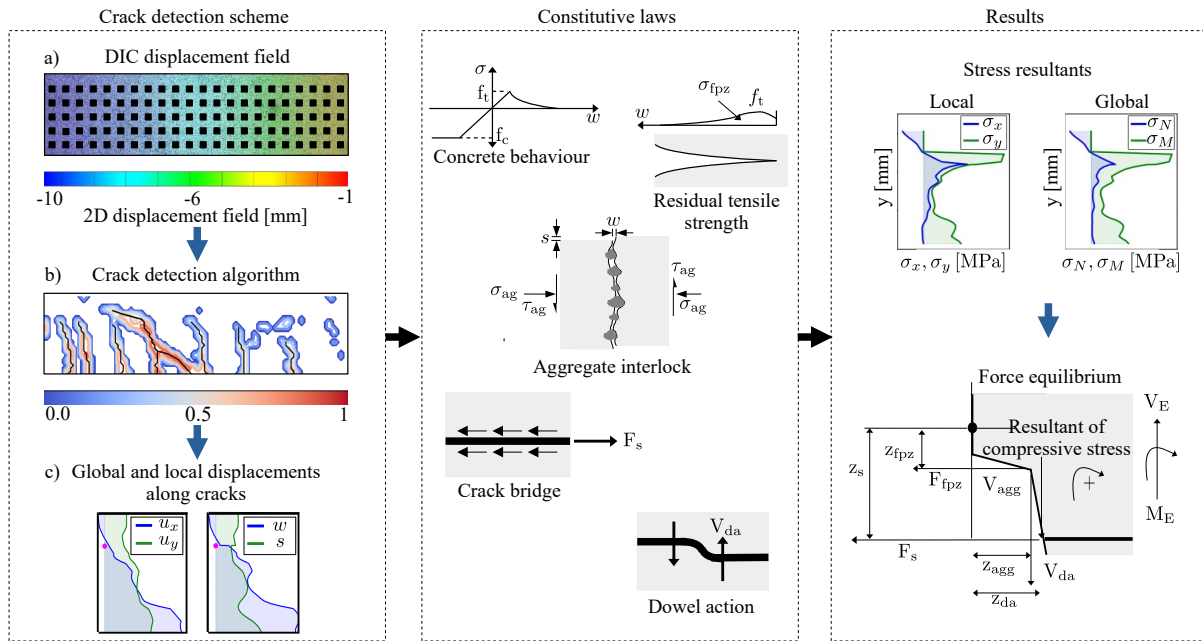 Crack detection scheme
a) DIC displacement field
-10 -6 -1
2D displacement field [mm]
b) Crack detection algorithm
0.0 0.5 1
c) Global and local displacements
along cracks
u_x
u_y
w
s
Constitutive laws
σ
f_t
w
f_c
Concrete behaviour
σ_fpz
f_t
w
Residual tensile
strength
w
s
τ_ag
σ_ag
τ_ag
σ_ag
Aggregate interlock
F_s
Crack bridge
V_da
Dowel action
Results
Stress resultants
Local Global
σ_x
σ_y
σ_N
σ_M
y [mm]
y [mm]
σ_x, σ_y [MPa] σ_N, σ_M [MPa]
Force equilibrium
V_E
Resultant of
compressive stress
z_s
z_fpz
F_fpz
V_agg
+
M_E
F_s
z_agg
V_da
z_da